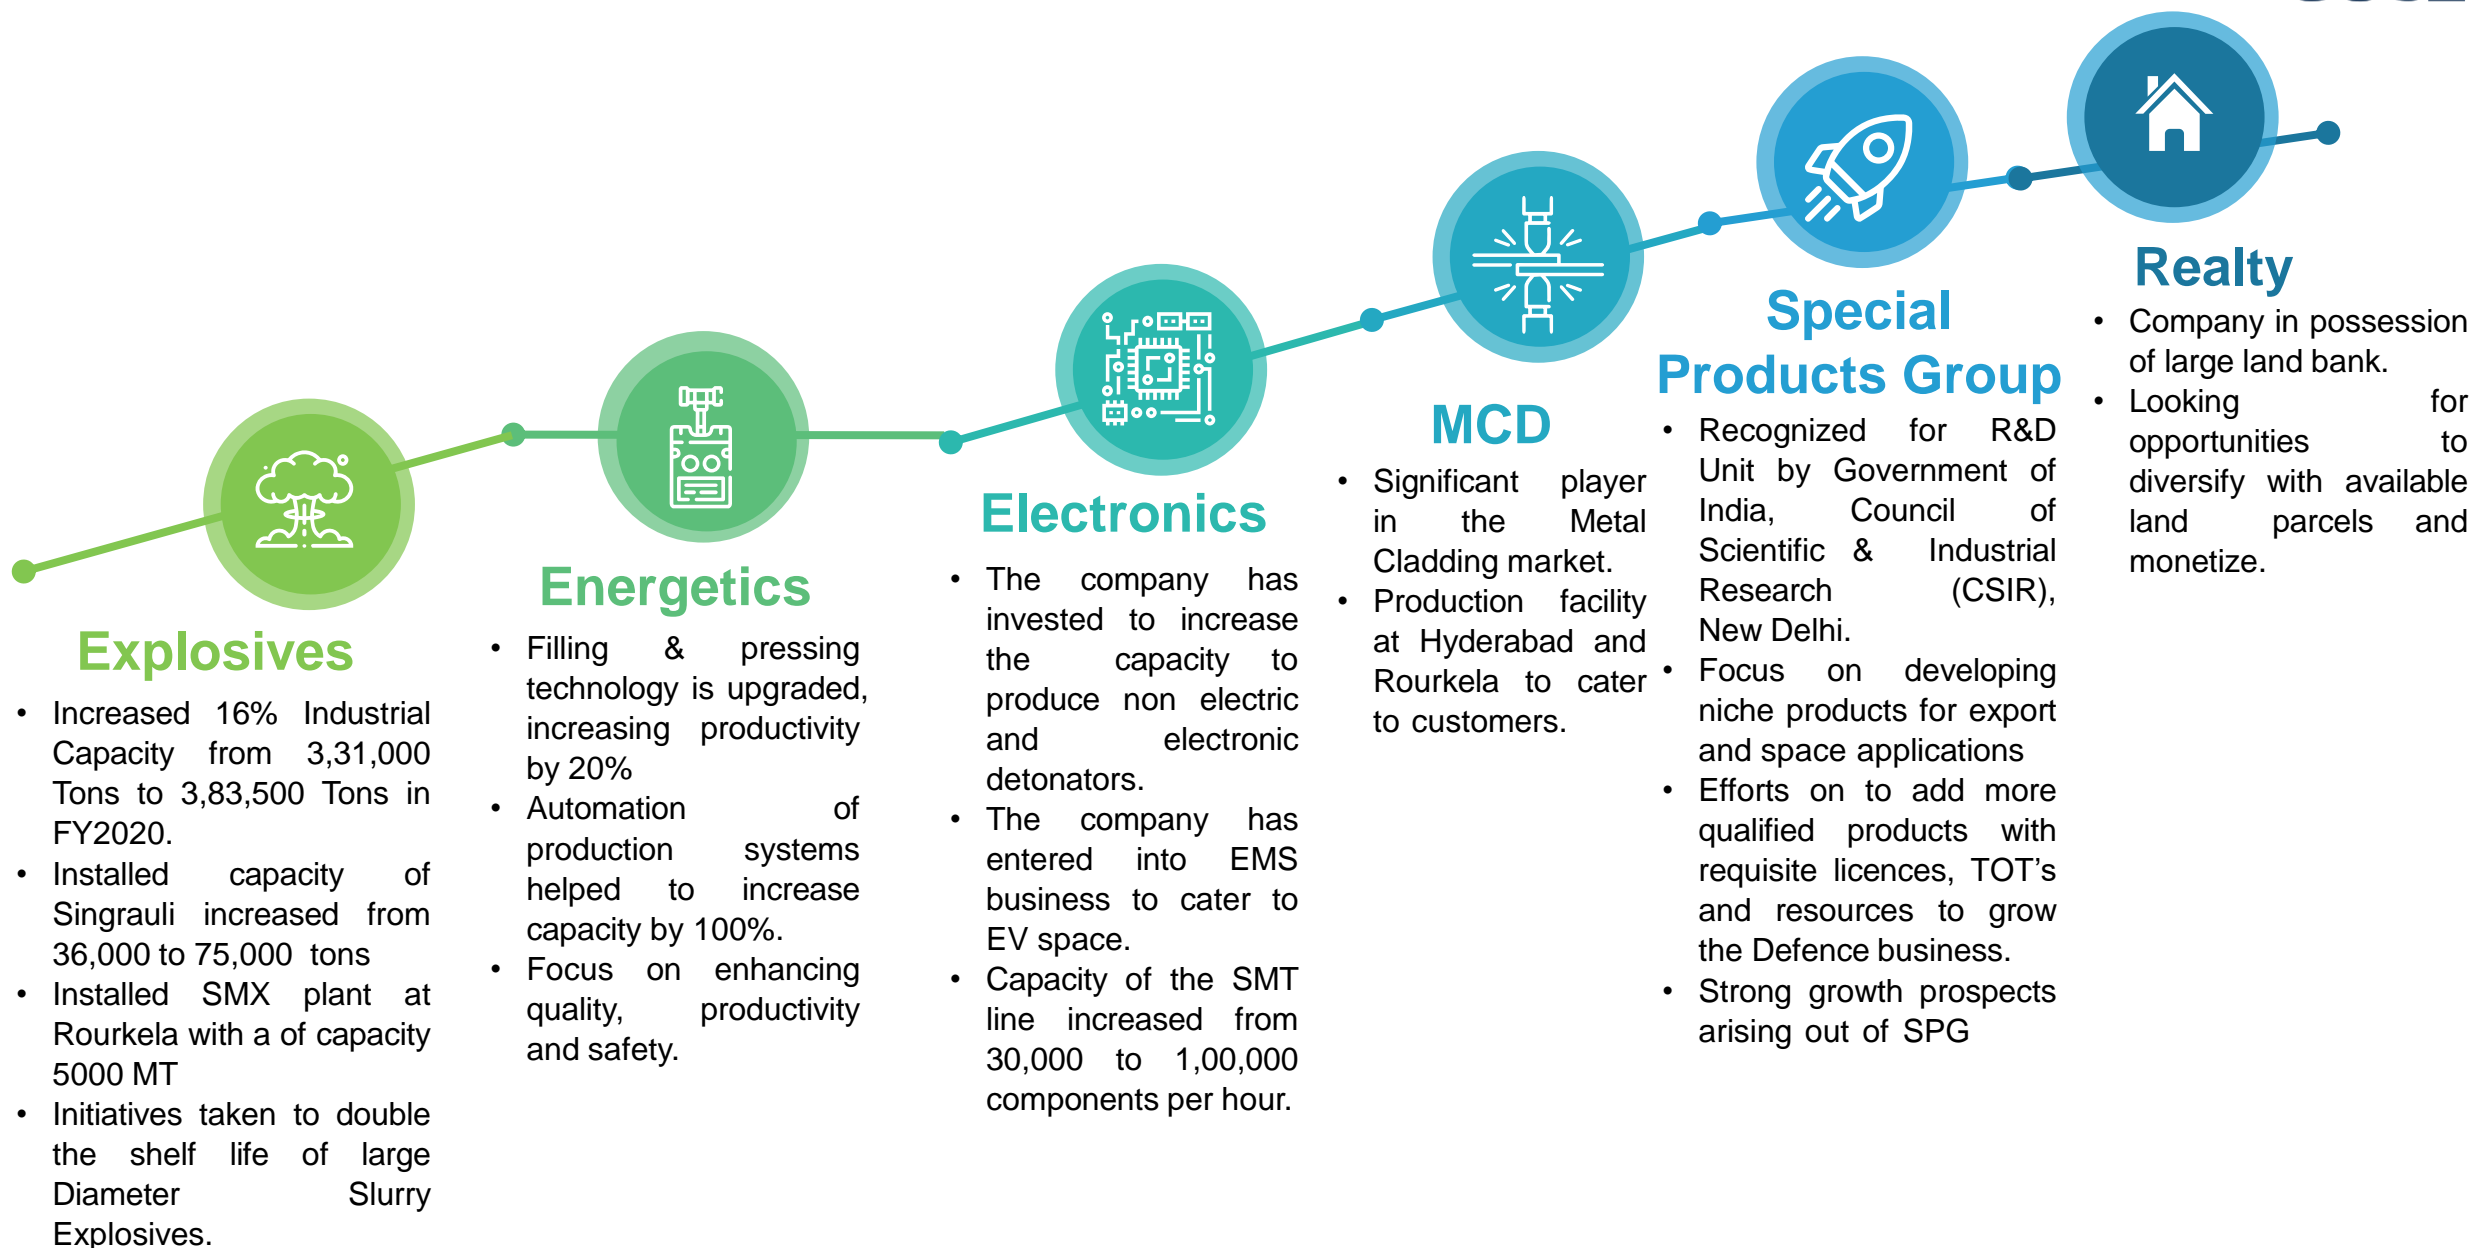 Explosives
• Increased 16% Industrial
Capacity from 3,31,000
Tons to 3,83,500 Tons in
FY2020.
• Installed capacity of
Singrauli increased from
36,000 to 75,000 tons
• Installed SMX plant at
Rourkela with a of capacity
5000 MT
• Initiatives taken to double
the shelf life of large
Diameter Slurry
Explosives.
Energetics
• Filling & pressing
technology is upgraded,
increasing productivity
by 20%
• Automation of
production systems
helped to increase
capacity by 100%.
• Focus on enhancing
quality, productivity
and safety.
Electronics
• The company has
invested to increase
the capacity to
produce non electric
and electronic
detonators.
• The company has
entered into EMS
business to cater to
EV space.
• Capacity of the SMT
line increased from
30,000 to 1,00,000
components per hour.
MCD
• Significant player
in the Metal
Cladding market.
• Production facility
at Hyderabad and
Rourkela to cater
to customers.
Special
Products Group
• Recognized for R&D
Unit by Government of
India, Council of
Scientific & Industrial
Research (CSIR),
New Delhi.
• Focus on developing
niche products for export
and space applications
• Efforts on to add more
qualified products with
requisite licences, TOT’s
and resources to grow
the Defence business.
• Strong growth prospects
arising out of SPG
Realty
• Company in possession
of large land bank.
• Looking for
opportunities to
diversify with available
land parcels and
monetize.